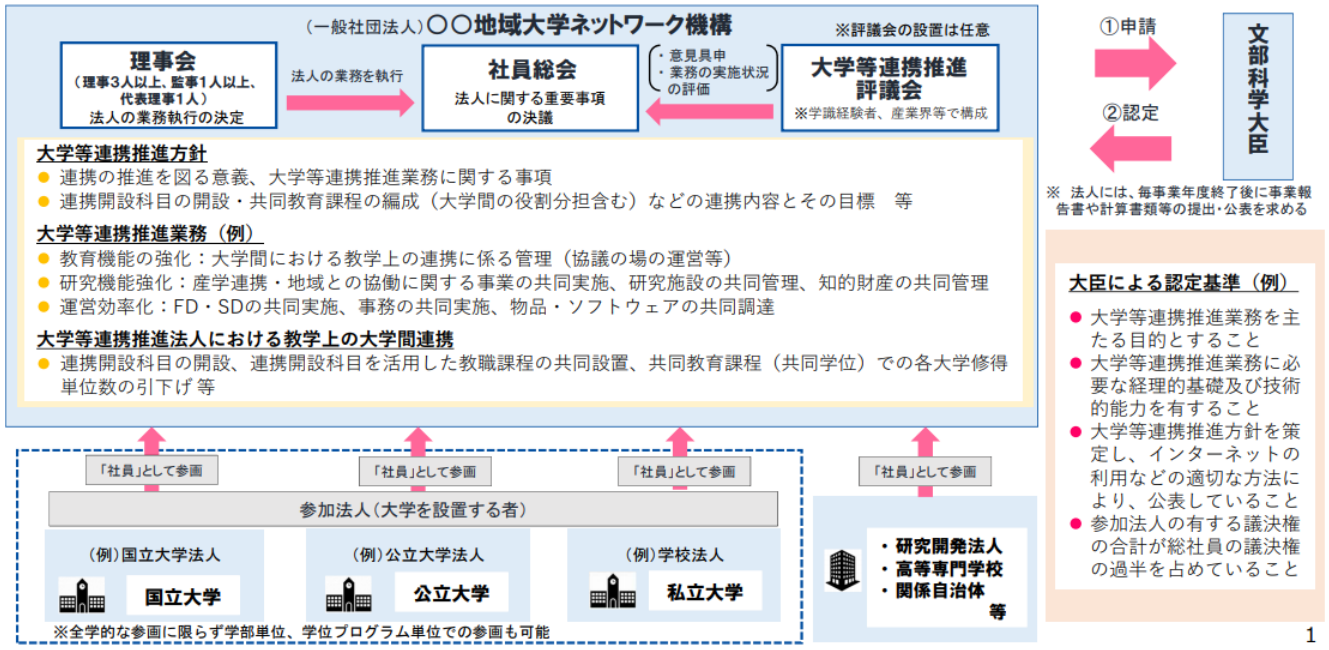 (一般社団法人)〇〇地域大学ネットワーク機構
※評議会の設置は任意
理事会
(理事3人以上、監事1人以上、
代表理事1人)
法人の業務執行の決定
法人の業務を執行
社員総会
法人に関する重要事項
の決議
・意見具申
・業務の実施状況
の評価
大学等連携推進
評議会
※学識経験者、産業界等で構成
①申請
②認定
文部科学大臣
※ 法人には、毎事業年度終了後に事業報
告書や計算書類等の提出・公表を求める
大学等連携推進方針
● 連携の推進を図る意義、大学等連携推進業務に関する事項
● 連携開設科目の開設・共同教育課程の編成(大学間の役割分担含む)などの連携内容とその目標 等
大学等連携推進業務(例)
● 教育機能の強化:大学間における教学上の連携に係る管理(協議の場の運営等)
● 研究機能強化:産学連携・地域との協働に関する事業の共同実施、研究施設の共同管理、知的財産の共同管理
● 運営効率化:FD・SDの共同実施、事務の共同実施、物品・ソフトウェアの共同調達
大学等連携推進法人における教学上の大学間連携
● 連携開設科目の開設、連携開設科目を活用した教職課程の共同設置、共同教育課程(共同学位)での各大学修得
単位数の引下げ 等
大臣による認定基準(例)
● 大学等連携推進業務を主
たる目的とすること
● 大学等連携推進業務に必
要な経理的基礎及び技術
的能力を有すること
● 大学等連携推進方針を策
定し、インターネットの
利用などの適切な方法に
より、公表していること
● 参加法人の有する議決権
の合計が総社員の議決権
の過半を占めていること
「社員」として参画
「社員」として参画
「社員」として参画
「社員」として参画
参加法人(大学を設置する者)
(例)国立大学法人
国立大学
(例)公立大学法人
公立大学
(例)学校法人
私立大学
・研究開発法人
・高等専門学校
・関係自治体
等
※全学的な参画に限らず学部単位、学位プログラム単位での参画も可能
1